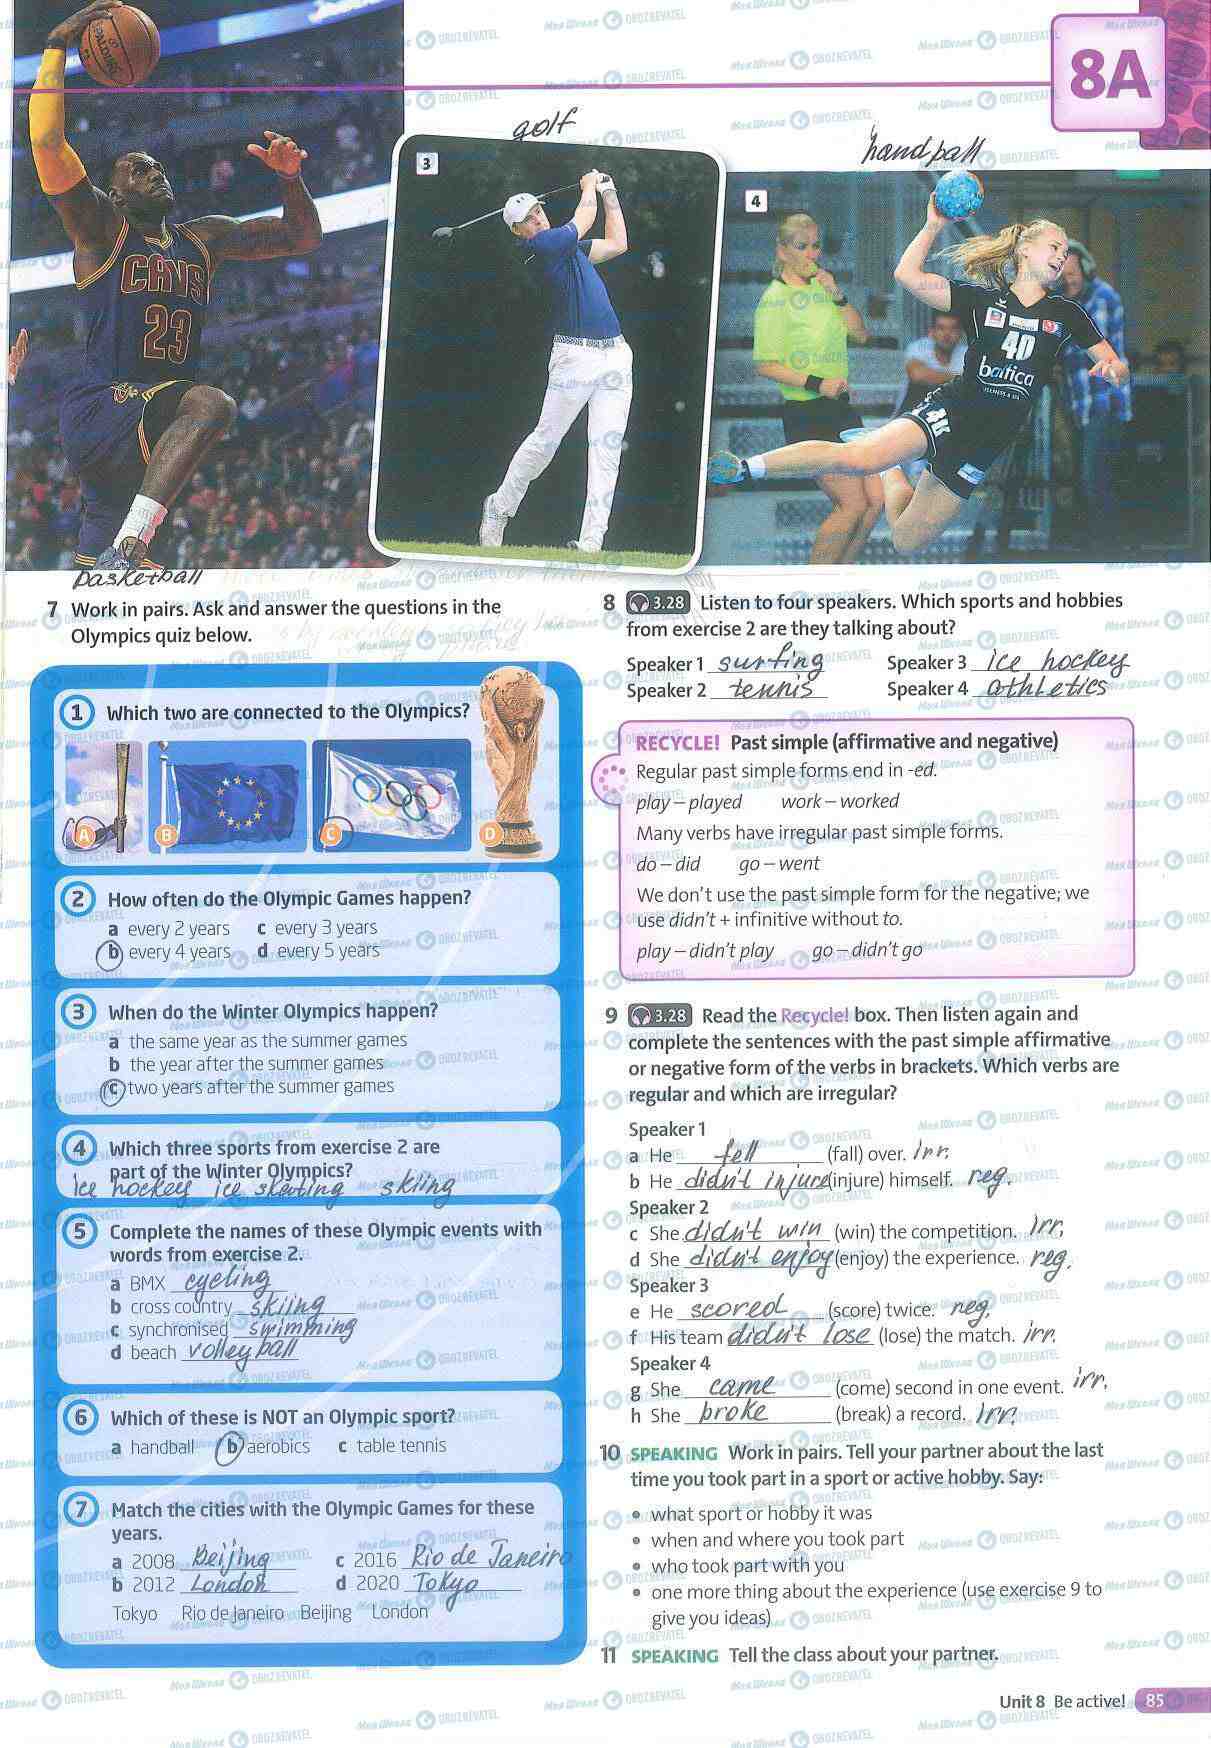 8A
golf
handball
3
4
SPALDING
CAVS
23
40
baltica
basketball
7 Work in pairs. Ask and answer the questions in the
Olympics quiz below.
1 Which two are connected to the Olympics?
A B C D
2 How often do the Olympic Games happen?
a every 2 years c every 3 years
b every 4 years d every 5 years
3 When do the Winter Olympics happen?
a the same year as the summer games
b the year after the summer games
c two years after the summer games
4 Which three sports from exercise 2 are
part of the Winter Olympics?
ice hockey ice skating skiing
5 Complete the names of these Olympic events with
words from exercise 2.
a BMX cycling
b cross country skiing
c synchronised swimming
d beach volleyball
6 Which of these is NOT an Olympic sport?
a handball b aerobics c table tennis
7 Match the cities with the Olympic Games for these
years.
a 2008 Beijing c 2016 Rio de Janeiro
b 2012 London d 2020 Tokyo
Tokyo Rio de Janeiro Beijing London
8 3.28 Listen to four speakers. Which sports and hobbies
from exercise 2 are they talking about?
Speaker 1 surfing Speaker 3 ice hockey
Speaker 2 tennis Speaker 4 athletics
RECYCLE! Past simple (affirmative and negative)
Regular past simple forms end in -ed.
play – played work – worked
Many verbs have irregular past simple forms.
do – did go – went
We don't use the past simple form for the negative; we
use didn't + infinitive without to.
play – didn't play go – didn't go
9 3.28 Read the Recycle! box. Then listen again and
complete the sentences with the past simple affirmative
or negative form of the verbs in brackets. Which verbs are
regular and which are irregular?
Speaker 1
a He fell (fall) over. irr.
b He didn't injure (injure) himself. reg.
Speaker 2
c She didn't win (win) the competition. irr.
d She didn't enjoy (enjoy) the experience. reg.
Speaker 3
e He scored (score) twice. reg.
f His team didn't lose (lose) the match. irr.
Speaker 4
g She came (come) second in one event. irr.
h She broke (break) a record. irr.
10 SPEAKING Work in pairs. Tell your partner about the last
time you took part in a sport or active hobby. Say:
• what sport or hobby it was
• when and where you took part
• who took part with you
• one more thing about the experience (use exercise 9 to
give you ideas)
11 SPEAKING Tell the class about your partner.
Unit 8 Be active! 85
Моя Школа OBOZREVATEL